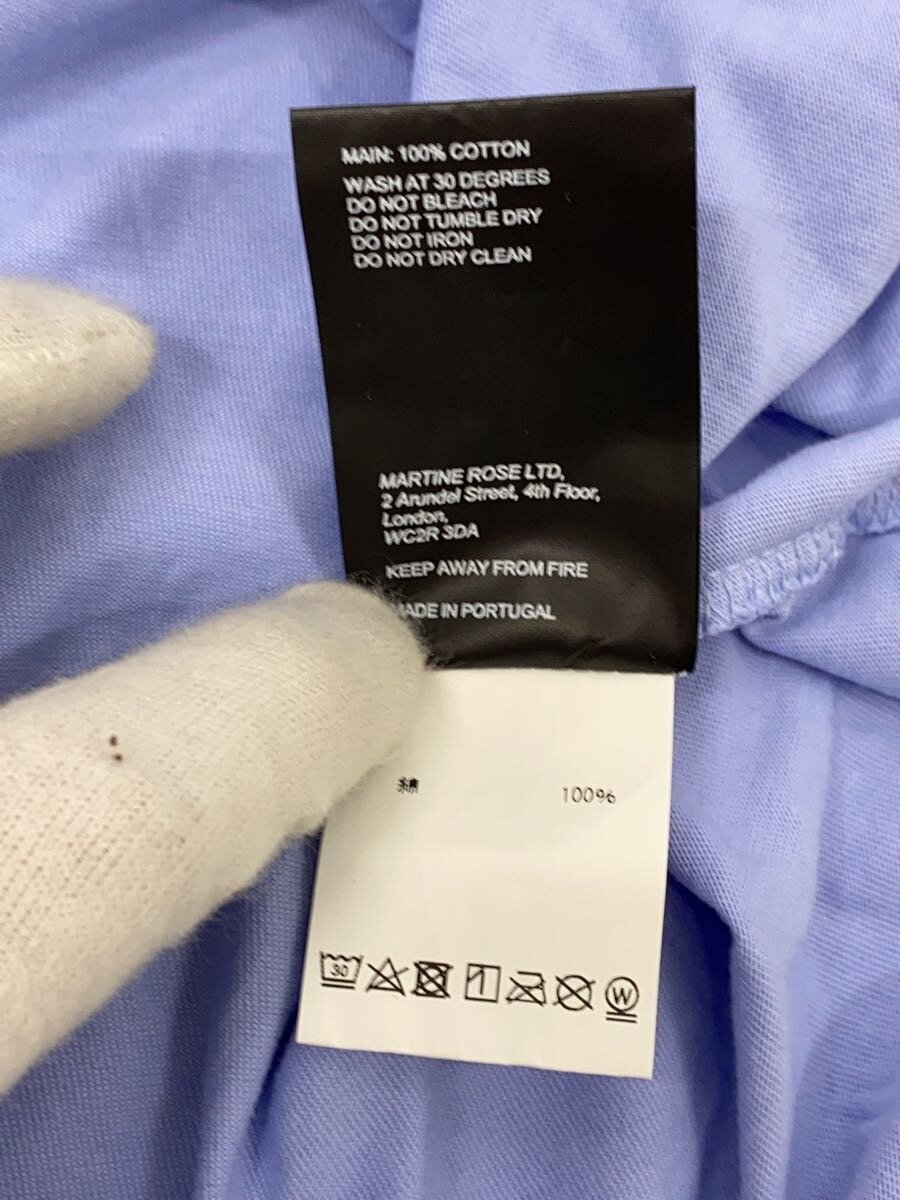 MAIN: 100% COTTON
WASH AT 30 DEGREES
DO NOT BLEACH
DO NOT TUMBLE DRY
DO NOT IRON
DO NOT DRY CLEAN
MARTINE ROSE LTD,
2 Arundel Street, 4th Floor,
London,
WC2R 3DA
KEEP AWAY FROM FIRE
MADE IN PORTUGAL
綿 100%
30
W